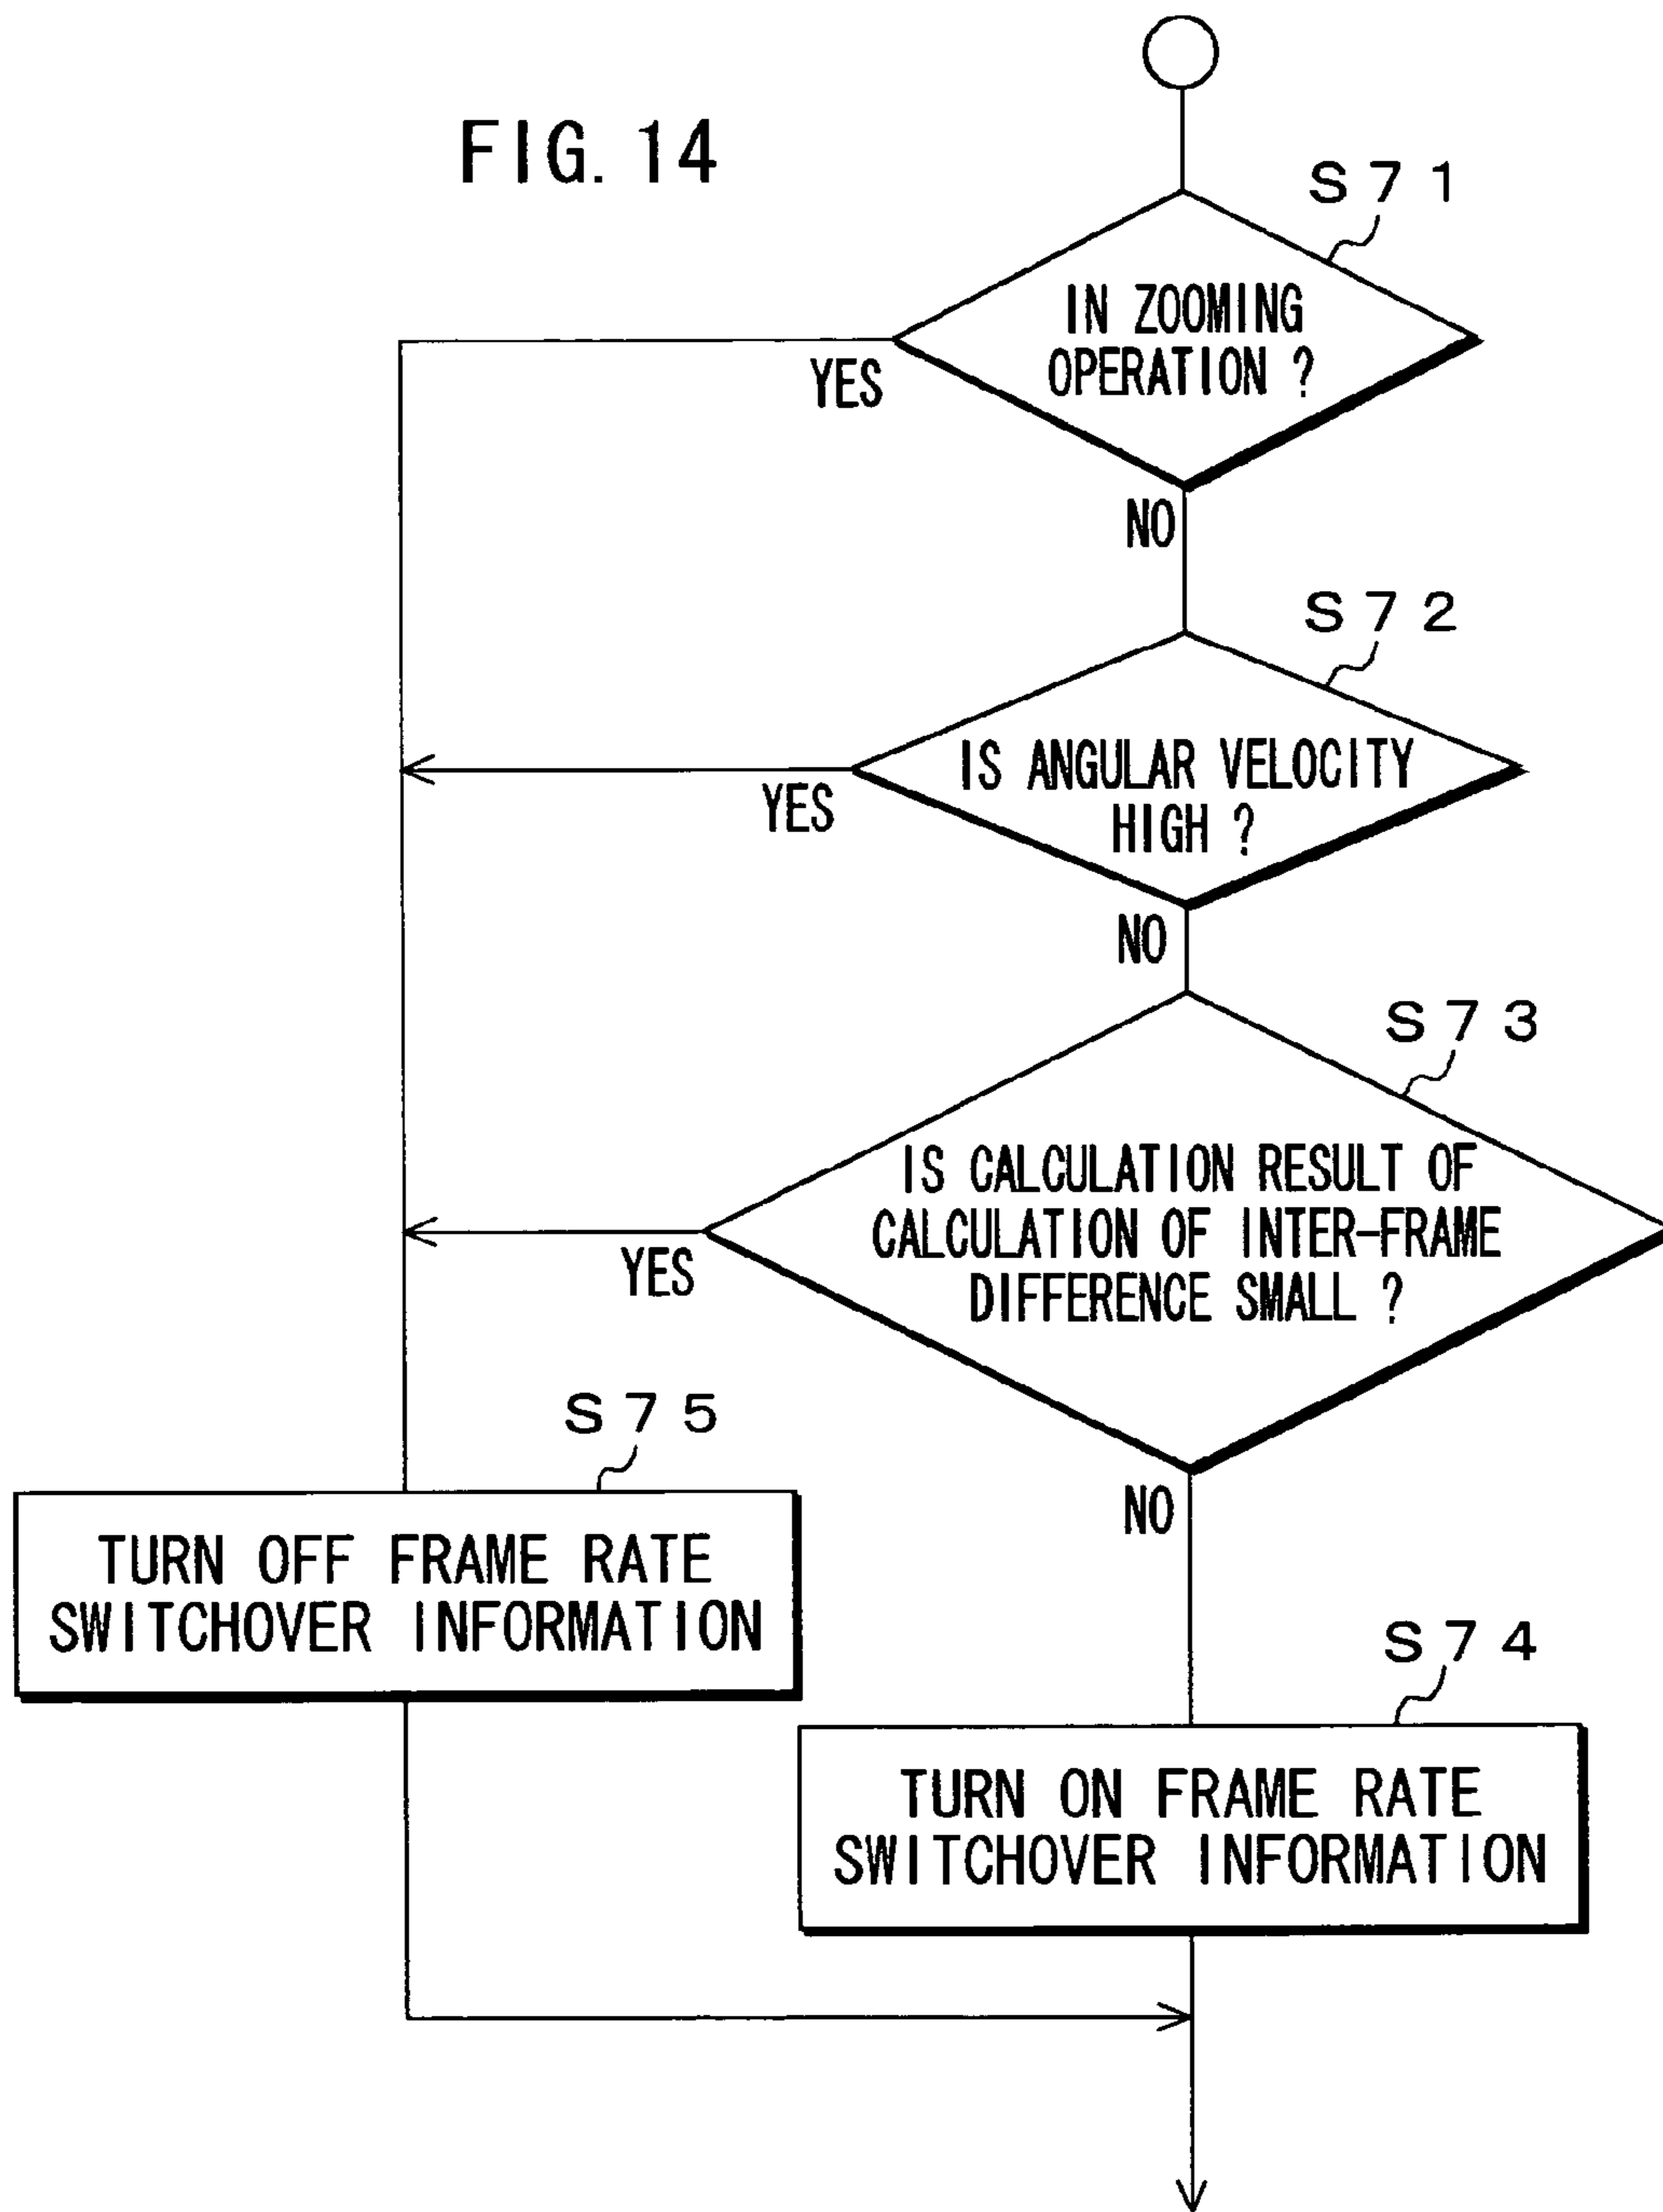 FIG. 14
S71
IN ZOOMING
OPERATION ?
YES
NO
S72
IS ANGULAR VELOCITY
HIGH ?
YES
NO
S73
IS CALCULATION RESULT OF
CALCULATION OF INTER-FRAME
DIFFERENCE SMALL ?
YES
NO
S75
TURN OFF FRAME RATE
SWITCHOVER INFORMATION
S74
TURN ON FRAME RATE
SWITCHOVER INFORMATION